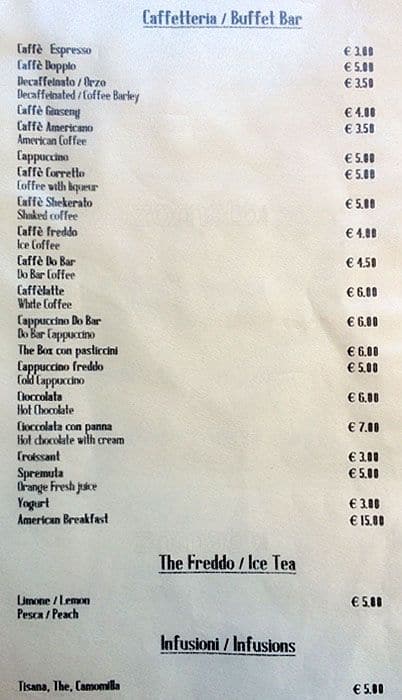 Caffetteria / Buffet Bar
Caffè Espresso € 3.00
Caffè Doppio € 5.00
Decaffeinato / Orzo € 3.50
Decaffeinated / Coffee Barley
Caffè Ginseng € 4.00
Caffè Americano € 3.50
American Coffee
Cappuccino € 5.00
Caffè Corretto € 5.00
Coffee with liqueur
Caffè Shekerato € 5.00
Shaked coffee
Caffè freddo € 4.00
Ice Coffee
Caffè Do Bar € 4.50
Do Bar Coffee
Caffèlatte € 6.00
White Coffee
Cappuccino Do Bar € 6.00
Do Bar Cappuccino
The Box con pasticcini € 6.00
Cappuccino freddo € 5.00
Cold Cappuccino
Cioccolata € 6.00
Hot Chocolate
Cioccolata con panna € 7.00
Hot chocolate with cream
Croissant € 3.00
Spremuta € 5.00
Orange Fresh juice
Yogurt € 3.00
American Breakfast € 15.00
The Freddo / Ice Tea
Limone / Lemon € 5.00
Pesca / Peach
Infusioni / Infusions
Tisana, The, Camomilla € 5.00